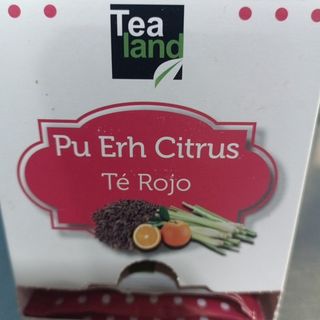 Tea
land
Pu Erh Citrus
Té Rojo